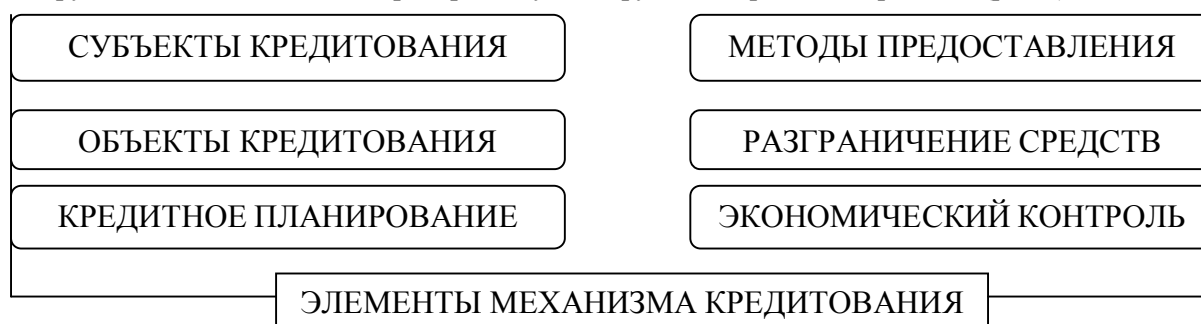 СУБЪЕКТЫ КРЕДИТОВАНИЯ
МЕТОДЫ ПРЕДОСТАВЛЕНИЯ
ОБЪЕКТЫ КРЕДИТОВАНИЯ
РАЗГРАНИЧЕНИЕ СРЕДСТВ
КРЕДИТНОЕ ПЛАНИРОВАНИЕ
ЭКОНОМИЧЕСКИЙ КОНТРОЛЬ
ЭЛЕМЕНТЫ МЕХАНИЗМА КРЕДИТОВАНИЯ